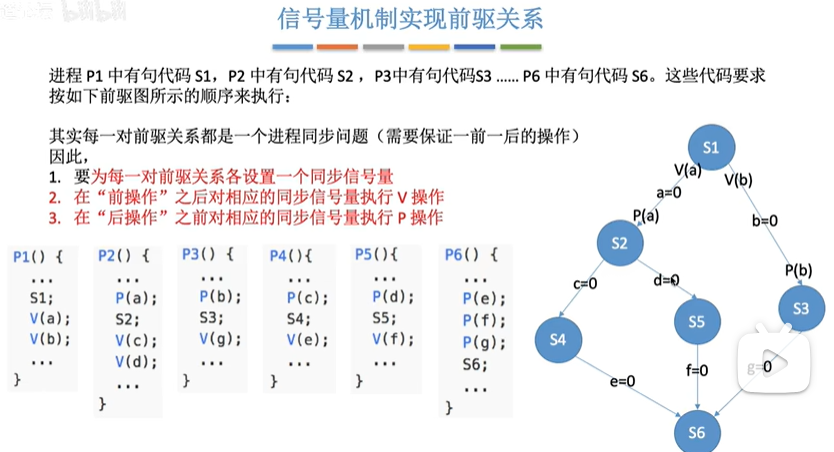 bilibili
信号量机制实现前驱关系
进程 P1 中有句代码 S1，P2 中有句代码 S2 ，P3中有句代码S3 …… P6 中有句代码 S6。这些代码要求
按如下前驱图所示的顺序来执行：
其实每一对前驱关系都是一个进程同步问题（需要保证一前一后的操作）
因此，
1. 要为每一对前驱关系各设置一个同步信号量
2. 在“前操作”之后对相应的同步信号量执行 V 操作
3. 在“后操作”之前对相应的同步信号量执行 P 操作
P1() {
...
S1;
V(a);
V(b);
...
}
P2() {
...
P(a);
S2;
V(c);
V(d);
...
}
P3() {
...
P(b);
S3;
V(g);
...
}
P4(){
...
P(c);
S4;
V(e);
...
}
P5(){
...
P(d);
S5;
V(f);
...
}
P6() {
...
P(e);
P(f);
P(g);
S6;
...
}
S1
V(a)
V(b)
a=0
P(a)
b=0
S2
P(b)
c=0
d=0
S3
S5
S4
f=0
g=0
e=0
S6